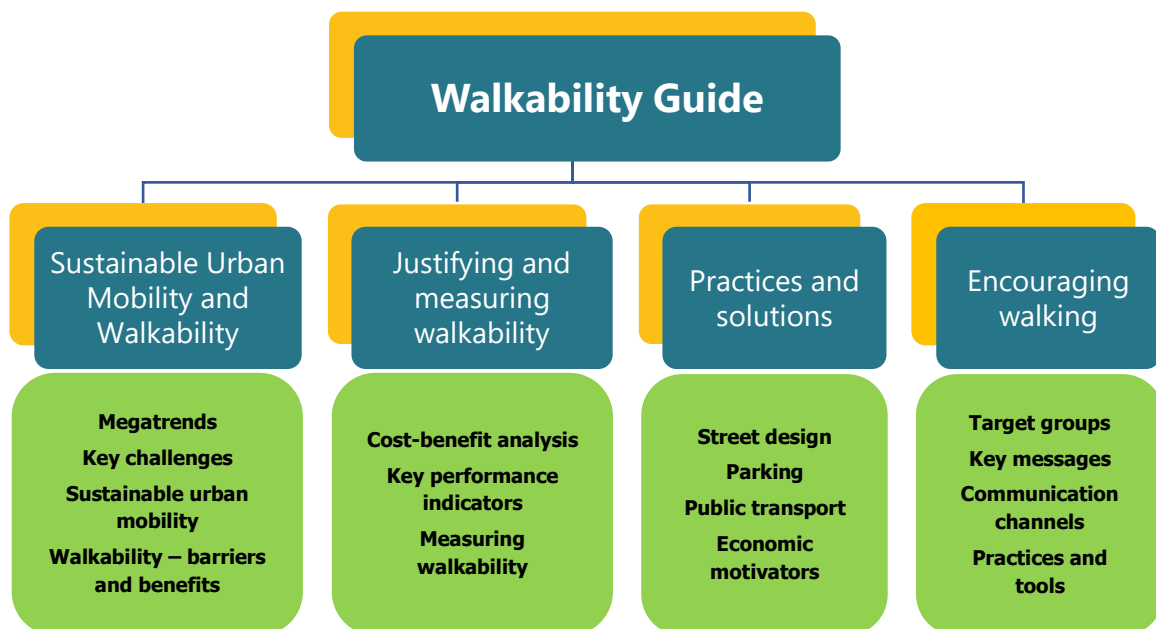 Walkability Guide
Sustainable Urban
Mobility and
Walkability
Megatrends
Key challenges
Sustainable urban
mobility
Walkability – barriers
and benefits
Justifying and
measuring
walkability
Cost-benefit analysis
Key performance
indicators
Measuring
walkability
Practices and
solutions
Street design
Parking
Public transport
Economic
motivators
Encouraging
walking
Target groups
Key messages
Communication
channels
Practices and
tools